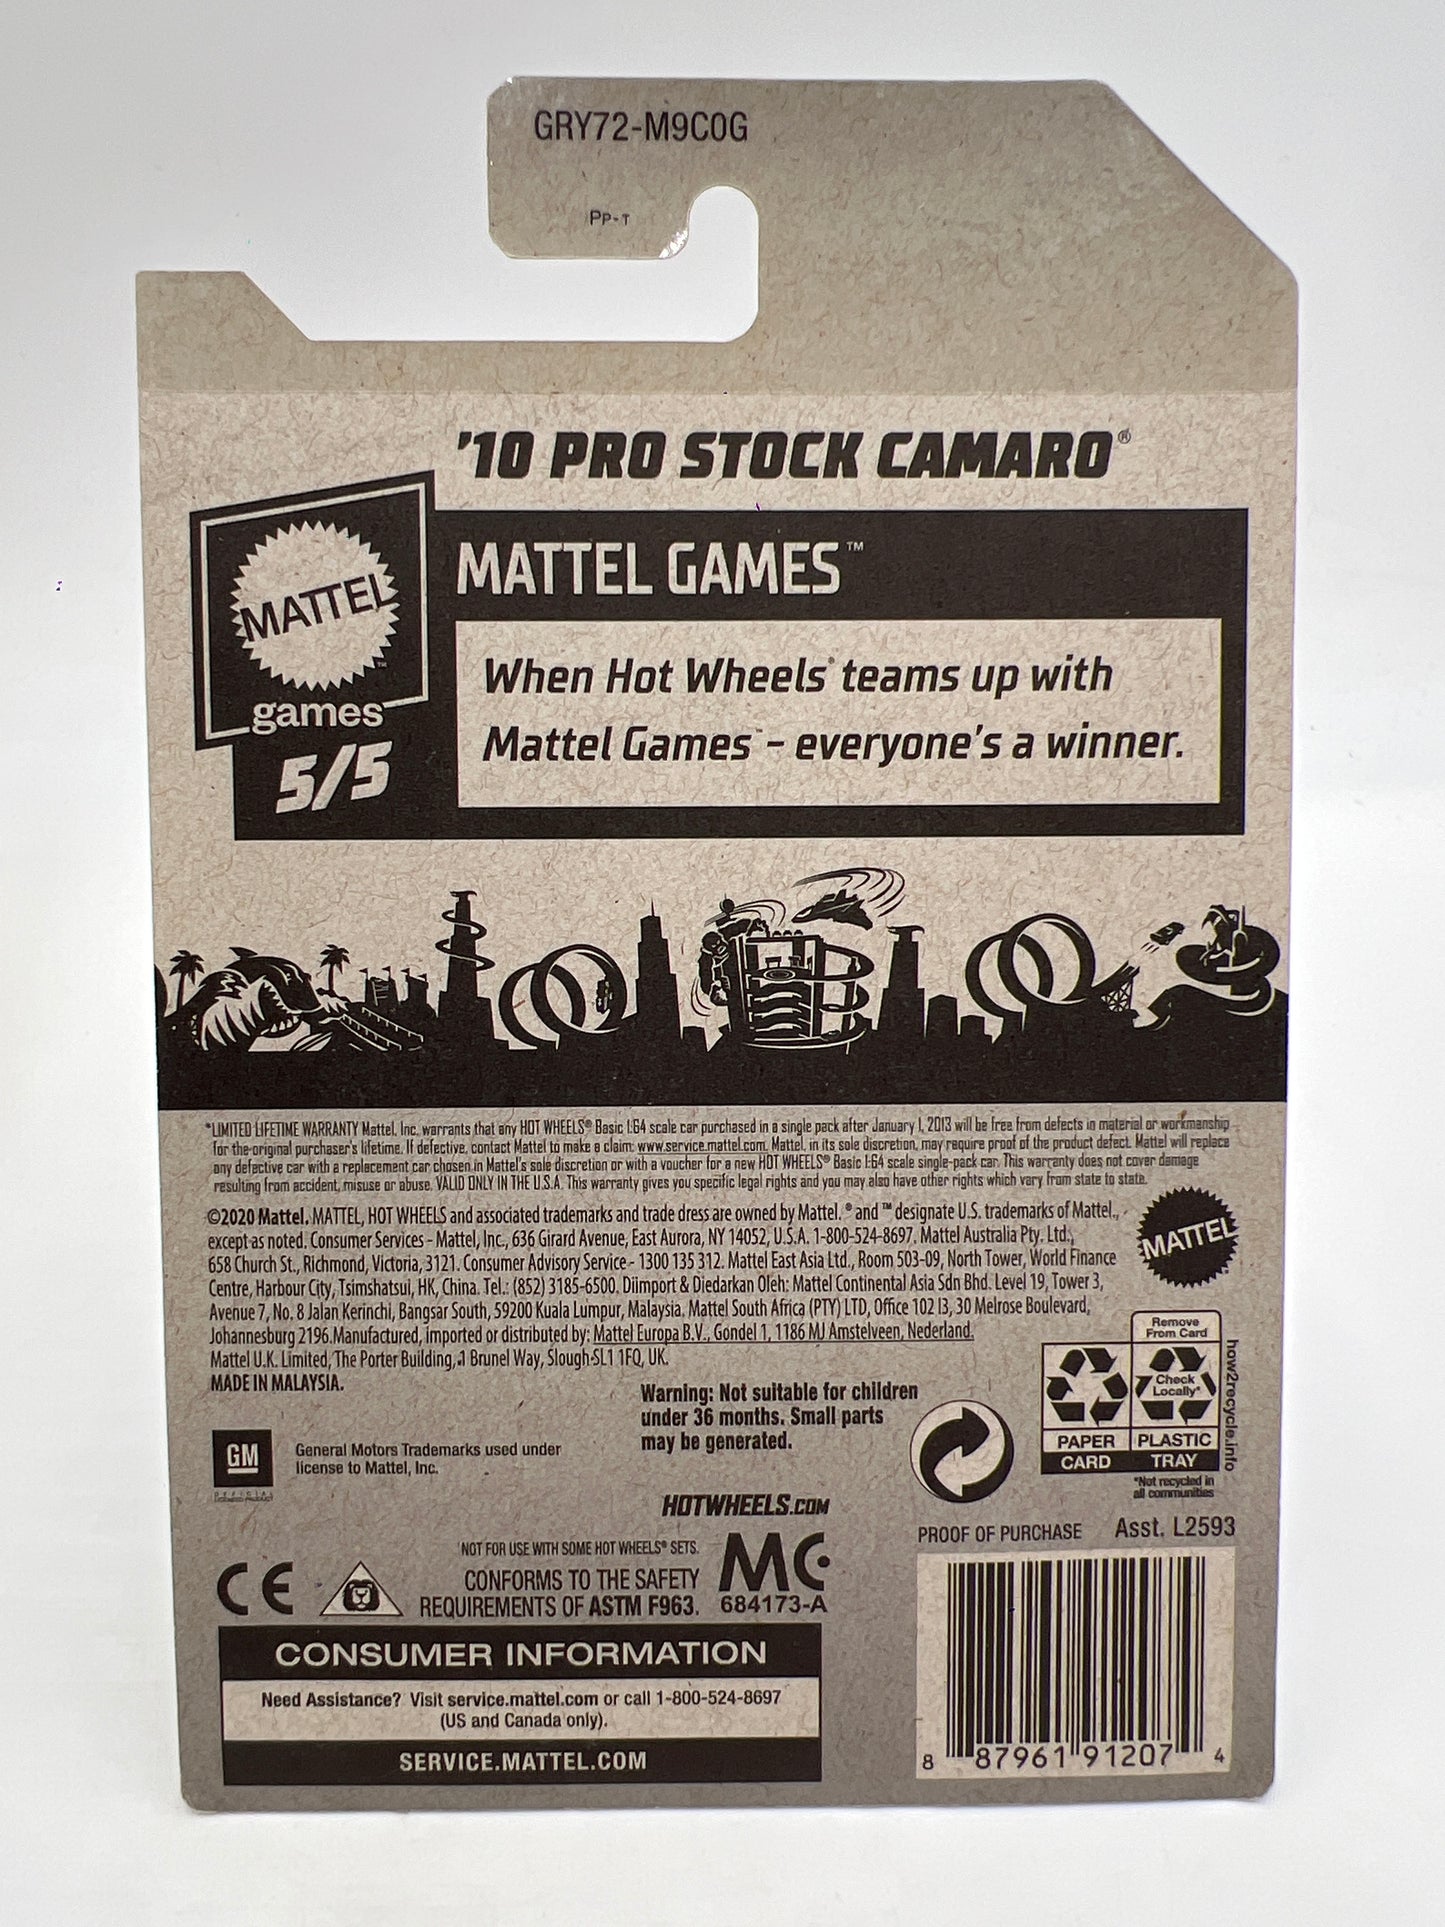 GRY72-M9C0G
PP-T
'10 PRO STOCK CAMARO®
MATTEL™
games
5/5
MATTEL GAMES™
When Hot Wheels® teams up with
Mattel Games™ – everyone's a winner.
*LIMITED LIFETIME WARRANTY Mattel, Inc. warrants that any HOT WHEELS® Basic 1:64 scale car purchased in a single pack after January 1, 2013 will be free from defects in material or workmanship
for the original purchaser's lifetime. If defective, contact Mattel to make a claim: www.service.mattel.com. Mattel, in its sole discretion, may require proof of the product defect. Mattel will replace
any defective car with a replacement car chosen in Mattel's sole discretion or with a voucher for a new HOT WHEELS® Basic 1:64 scale single-pack car. This warranty does not cover damage
resulting from accident, misuse or abuse. VALID ONLY IN THE U.S.A. This warranty gives you specific legal rights and you may also have other rights which vary from state to state.
©2020 Mattel. MATTEL, HOT WHEELS and associated trademarks and trade dress are owned by Mattel. ® and ™ designate U.S. trademarks of Mattel,
except as noted. Consumer Services - Mattel, Inc., 636 Girard Avenue, East Aurora, NY 14052, U.S.A. 1-800-524-8697. Mattel Australia Pty. Ltd.,
658 Church St., Richmond, Victoria, 3121. Consumer Advisory Service - 1300 135 312. Mattel East Asia Ltd., Room 503-09, North Tower, World Finance
Centre, Harbour City, Tsimshatsui, HK, China. Tel.: (852) 3185-6500. Diimport & Diedarkan Oleh: Mattel Continental Asia Sdn Bhd. Level 19, Tower 3,
Avenue 7, No. 8 Jalan Kerinchi, Bangsar South, 59200 Kuala Lumpur, Malaysia. Mattel South Africa (PTY) LTD, Office 102 I3, 30 Melrose Boulevard,
Johannesburg 2196. Manufactured, imported or distributed by: Mattel Europa B.V., Gondel 1, 1186 MJ Amstelveen, Nederland.
Mattel U.K. Limited, The Porter Building, 1 Brunel Way, Slough SL1 1FQ, UK.
MADE IN MALAYSIA.
MATTEL
Remove
From Card
Check
Locally*
PAPER
CARD
PLASTIC
TRAY
how2recycle.info
*Not recycled in
all communities
Warning: Not suitable for children
under 36 months. Small parts
may be generated.
GM
OFFICIAL
LICENSED PRODUCT
General Motors Trademarks used under
license to Mattel, Inc.
HOTWHEELS.COM
NOT FOR USE WITH SOME HOT WHEELS® SETS.
CE
CONFORMS TO THE SAFETY
REQUIREMENTS OF ASTM F963.
MC
684173-A
PROOF OF PURCHASE
Asst. L2593
CONSUMER INFORMATION
Need Assistance? Visit service.mattel.com or call 1-800-524-8697
(US and Canada only).
SERVICE.MATTEL.COM
8 87961 91207 4